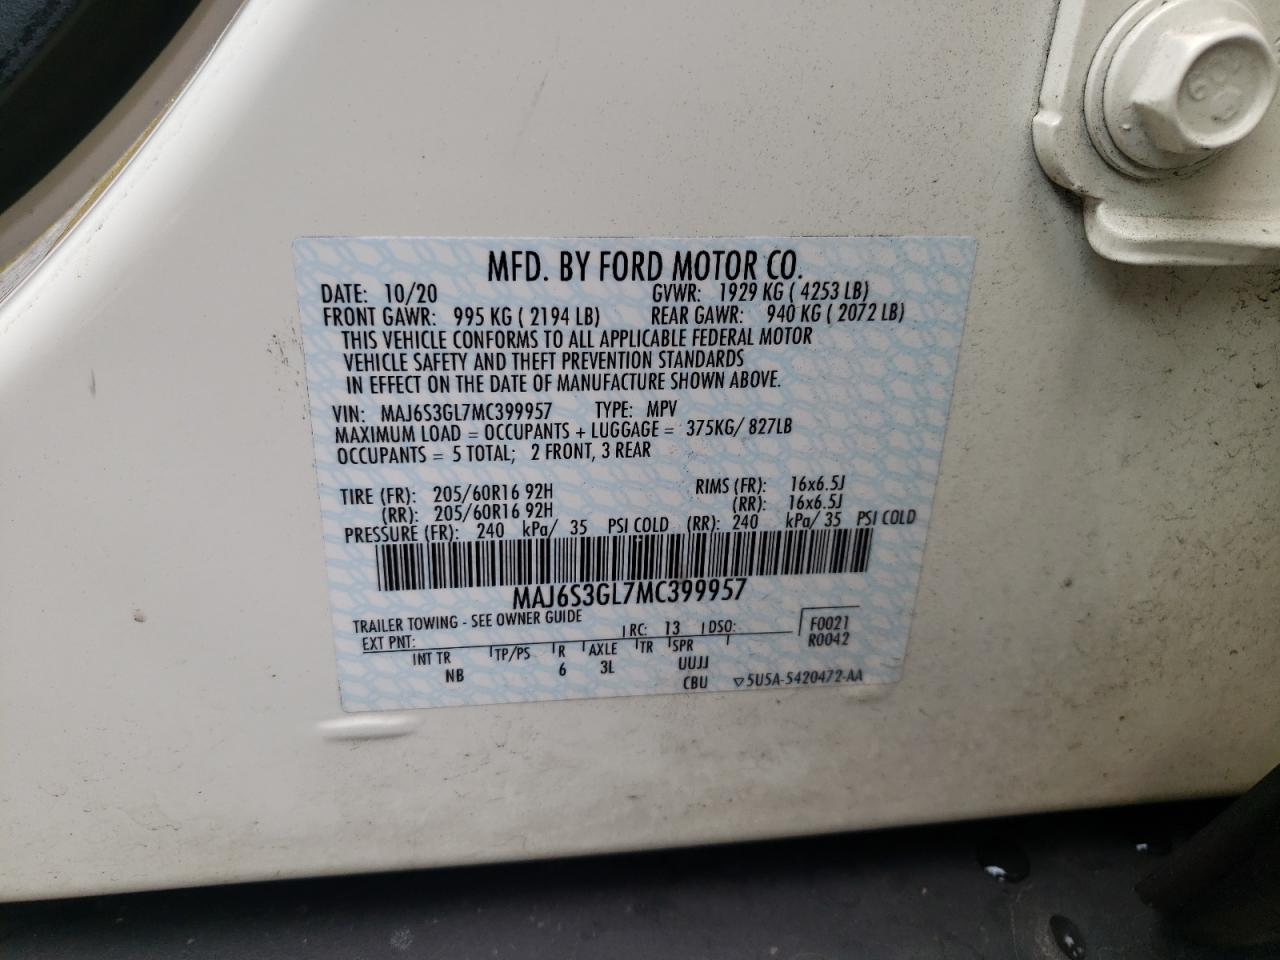 MFD. BY FORD MOTOR CO.
DATE: 10/20 GVWR: 1929 KG ( 4253 LB)
FRONT GAWR: 995 KG ( 2194 LB) REAR GAWR: 940 KG ( 2072 LB)
THIS VEHICLE CONFORMS TO ALL APPLICABLE FEDERAL MOTOR
VEHICLE SAFETY AND THEFT PREVENTION STANDARDS
IN EFFECT ON THE DATE OF MANUFACTURE SHOWN ABOVE.
VIN: MAJ6S3GL7MC399957 TYPE: MPV
MAXIMUM LOAD = OCCUPANTS + LUGGAGE = 375KG/ 827LB
OCCUPANTS = 5 TOTAL; 2 FRONT, 3 REAR
TIRE (FR): 205/60R16 92H RIMS (FR): 16x6.5J
(RR): 205/60R16 92H (RR): 16x6.5J
PRESSURE (FR): 240 kPa/ 35 PSI COLD (RR): 240 kPa/ 35 PSI COLD
MAJ6S3GL7MC399957
TRAILER TOWING - SEE OWNER GUIDE
EXT PNT: RC: 13 DSO: F0021
R0042
INT TR TP/PS R AXLE TR SPR
NB 6 3L UUJJ
CBU 5U5A-5420472-AA